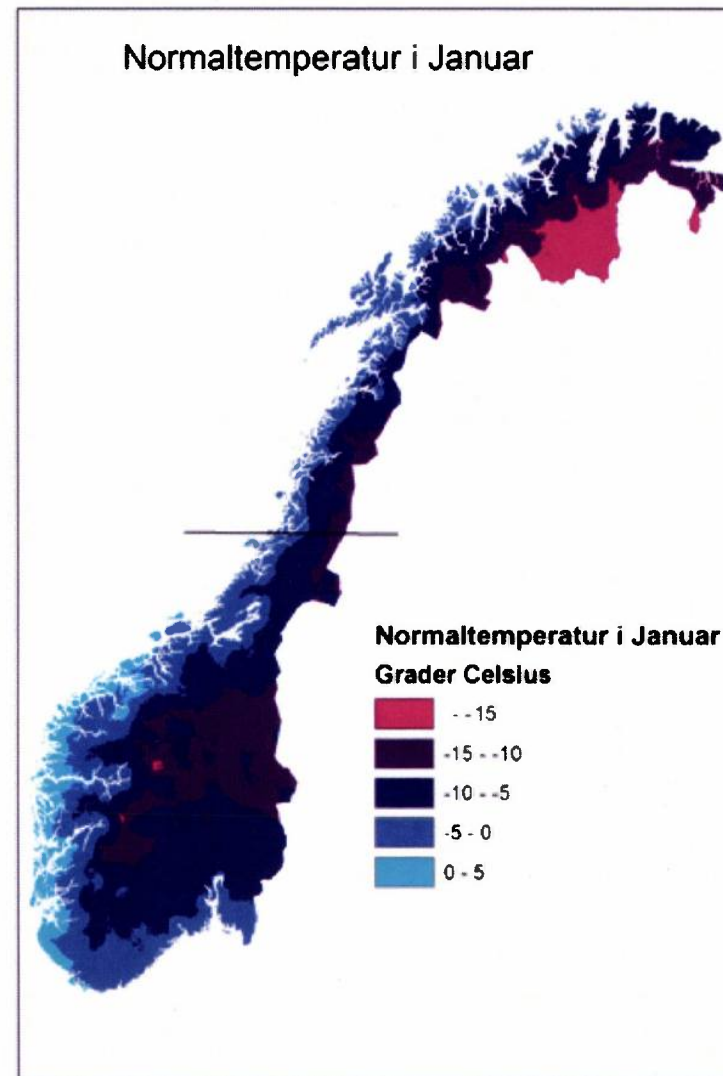 Normaltemperatur i Januar
Normaltemperatur i Januar
Grader Celsius
- -15
-15 - -10
-10 - -5
-5 - 0
0 - 5